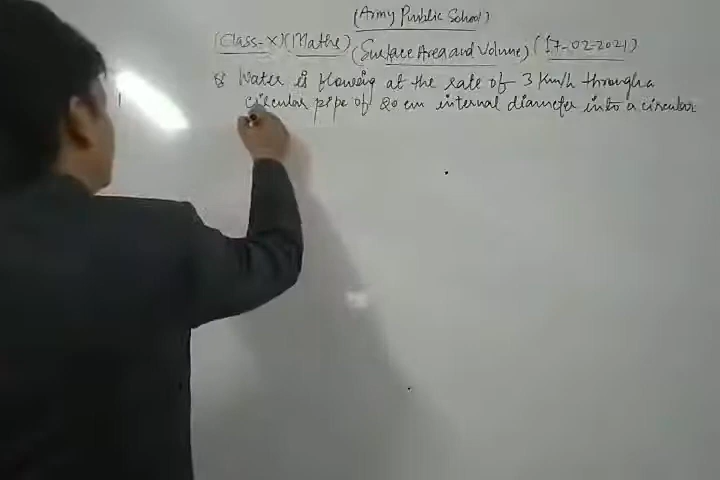 (Army Public School)
(Class-X)(Maths)(Surface Area and Volume)(17-02-2021)
Q Water is flowing at the rate of 3 km/h through a
circular pipe of 20 cm internal diameter into a circular